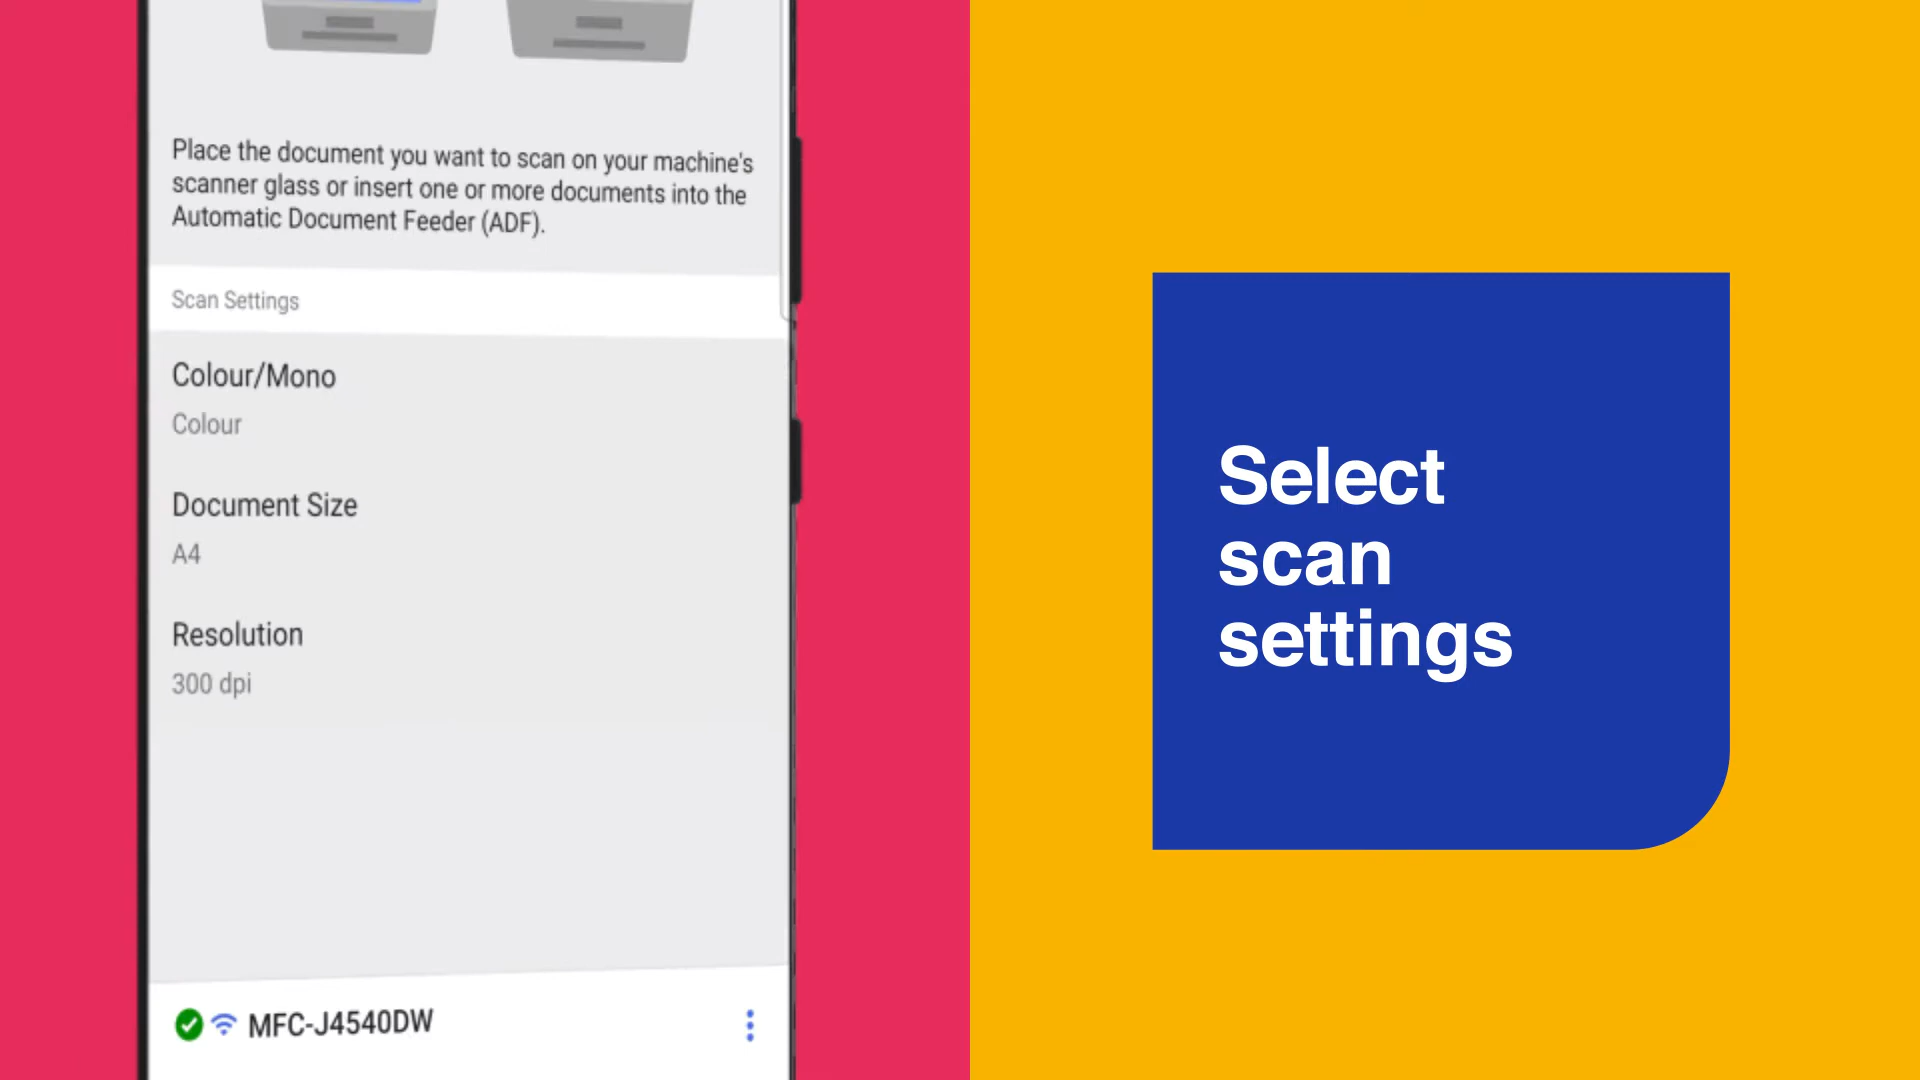 Place the document you want to scan on your machine's
scanner glass or insert one or more documents into the
Automatic Document Feeder (ADF).
Scan Settings
Colour/Mono
Colour
Document Size
A4
Resolution
300 dpi
MFC-J4540DW
Select
scan
settings